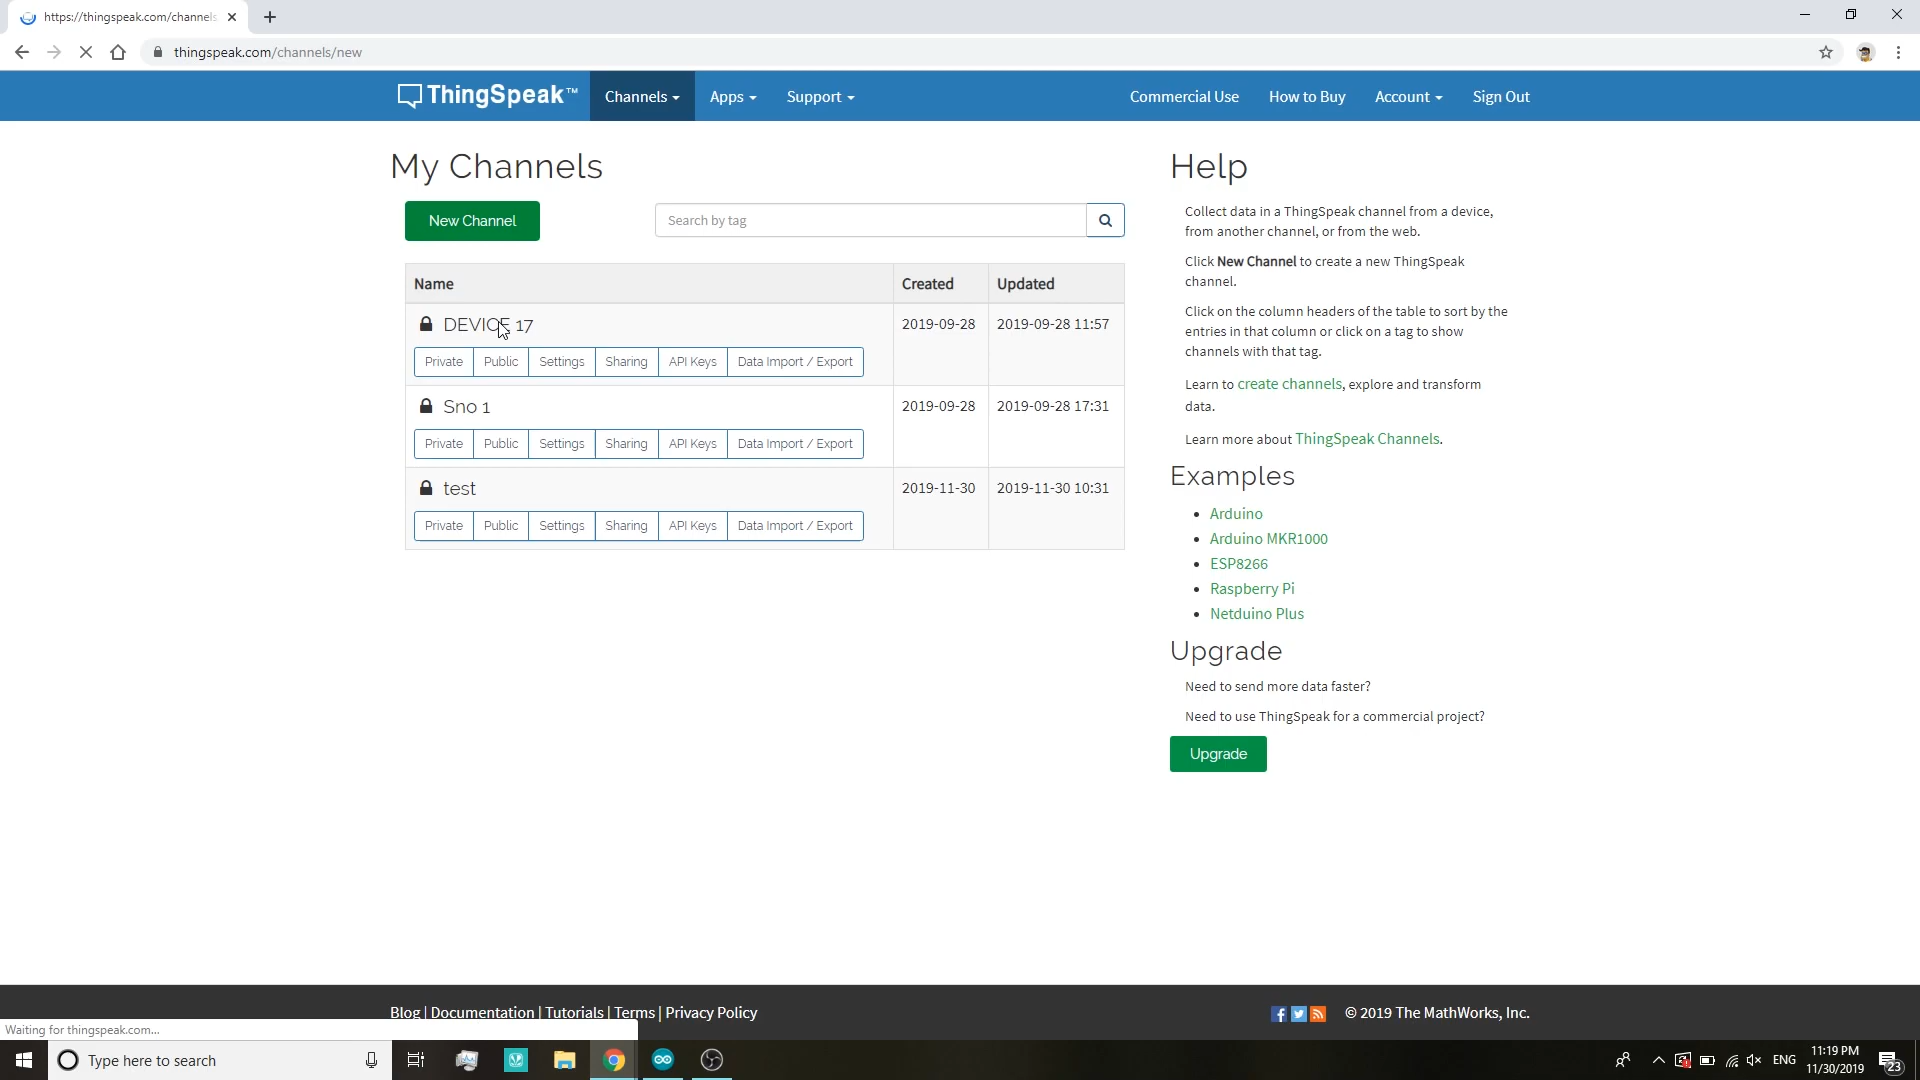 https://thingspeak.com/channels
thingspeak.com/channels/new
ThingSpeak™ Channels Apps Support Commercial Use How to Buy Account Sign Out
My Channels
New Channel
Search by tag
Name Created Updated
DEVICE 17 2019-09-28 2019-09-28 11:57
Private Public Settings Sharing API Keys Data Import / Export
Sno 1 2019-09-28 2019-09-28 17:31
Private Public Settings Sharing API Keys Data Import / Export
test 2019-11-30 2019-11-30 10:31
Private Public Settings Sharing API Keys Data Import / Export
Help
Collect data in a ThingSpeak channel from a device,
from another channel, or from the web.
Click New Channel to create a new ThingSpeak
channel.
Click on the column headers of the table to sort by the
entries in that column or click on a tag to show
channels with that tag.
Learn to create channels, explore and transform
data.
Learn more about ThingSpeak Channels.
Examples
Arduino
Arduino MKR1000
ESP8266
Raspberry Pi
Netduino Plus
Upgrade
Need to send more data faster?
Need to use ThingSpeak for a commercial project?
Upgrade
Blog | Documentation | Tutorials | Terms | Privacy Policy
© 2019 The MathWorks, Inc.
Waiting for thingspeak.com...
Type here to search
ENG
11:19 PM
11/30/2019
23